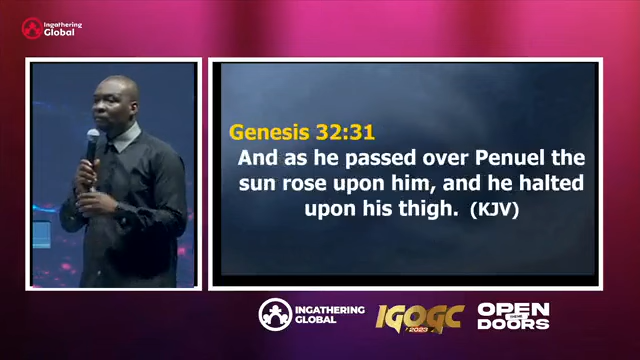 Ingathering
Global
Genesis 32:31
And as he passed over Penuel the
sun rose upon him, and he halted
upon his thigh. (KJV)
INGATHERING
GLOBAL
IGOGC
2023
OPEN
DOORS